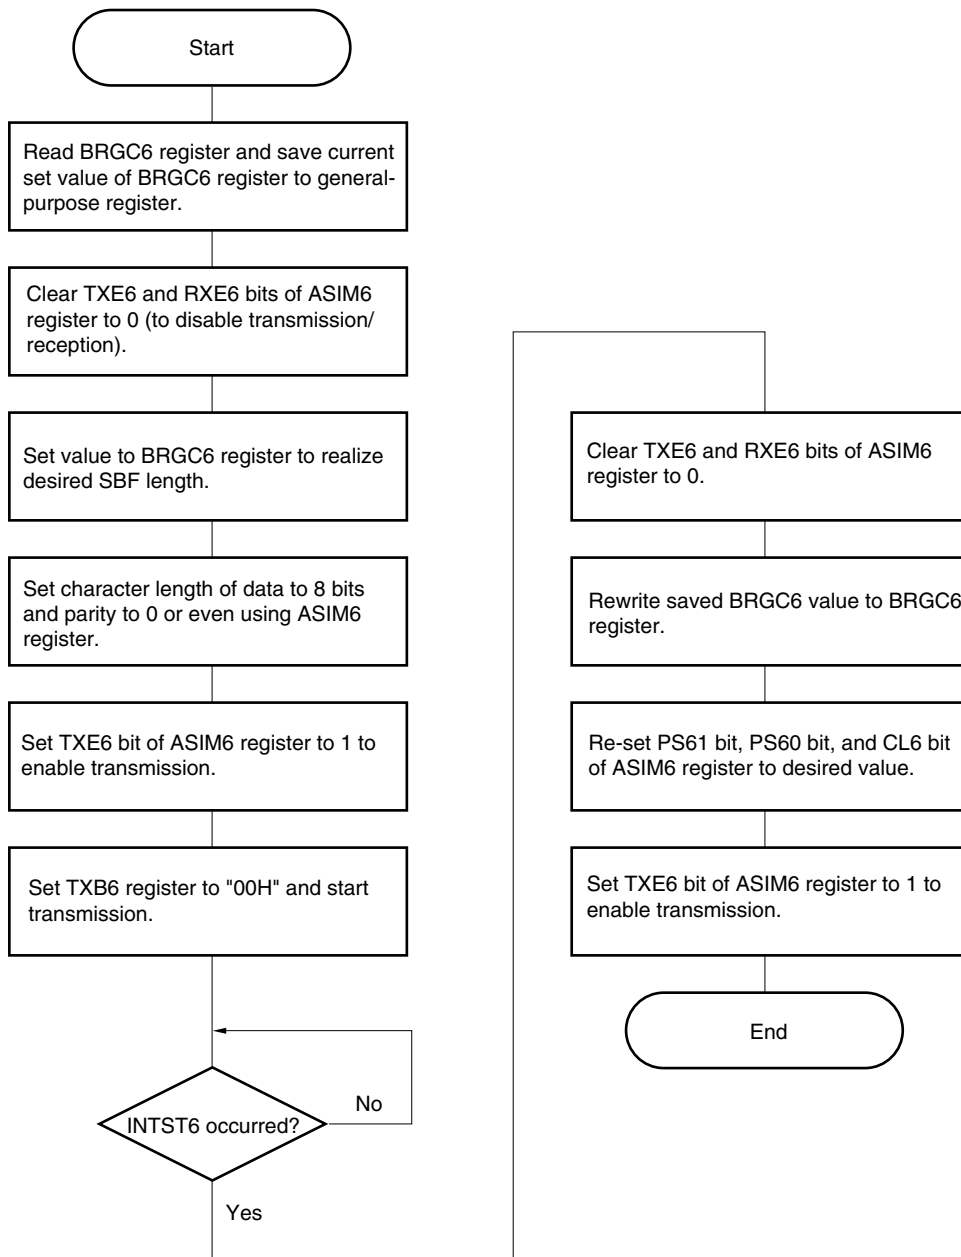 Start
Read BRGC6 register and save current
set value of BRGC6 register to general-
purpose register.
Clear TXE6 and RXE6 bits of ASIM6
register to 0 (to disable transmission/
reception).
Set value to BRGC6 register to realize
desired SBF length.
Set character length of data to 8 bits
and parity to 0 or even using ASIM6
register.
Set TXE6 bit of ASIM6 register to 1 to
enable transmission.
Set TXB6 register to "00H" and start
transmission.
INTST6 occurred?
No
Yes
Clear TXE6 and RXE6 bits of ASIM6
register to 0.
Rewrite saved BRGC6 value to BRGC6
register.
Re-set PS61 bit, PS60 bit, and CL6 bit
of ASIM6 register to desired value.
Set TXE6 bit of ASIM6 register to 1 to
enable transmission.
End